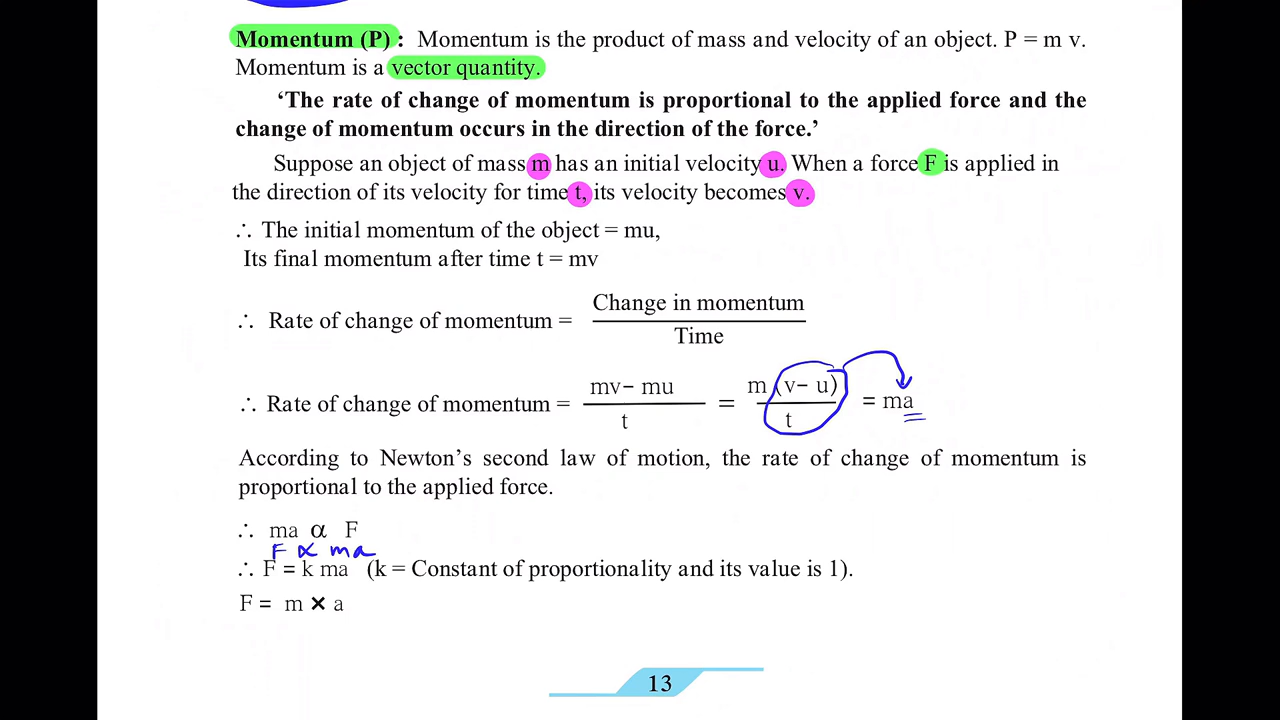 Momentum (P) : Momentum is the product of mass and velocity of an object. P = m v.
Momentum is a vector quantity.
‘The rate of change of momentum is proportional to the applied force and the
change of momentum occurs in the direction of the force.’
Suppose an object of mass m has an initial velocity u. When a force F is applied in
the direction of its velocity for time t, its velocity becomes v.
∴ The initial momentum of the object = mu,
Its final momentum after time t = mv
∴ Rate of change of momentum = Change in momentum / Time
∴ Rate of change of momentum = mv− mu / t = m (v− u) / t = ma
According to Newton’s second law of motion, the rate of change of momentum is
proportional to the applied force.
∴ ma α F
F ∝ ma
∴ F = k ma (k = Constant of proportionality and its value is 1).
F = m × a
13